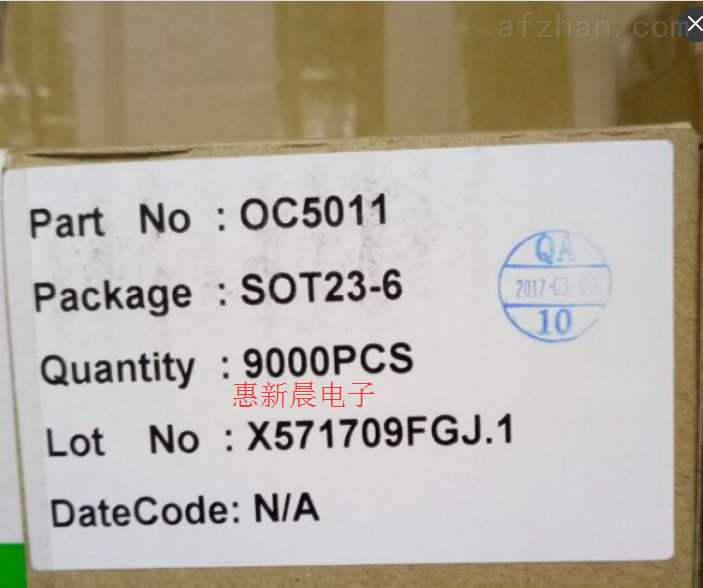 afzhan.com
Part No : OC5011
Package : SOT23-6
QA
2017-03-
10
Quantity : 9000PCS
惠新晨电子
Lot No : X571709FGJ.1
DateCode: N/A